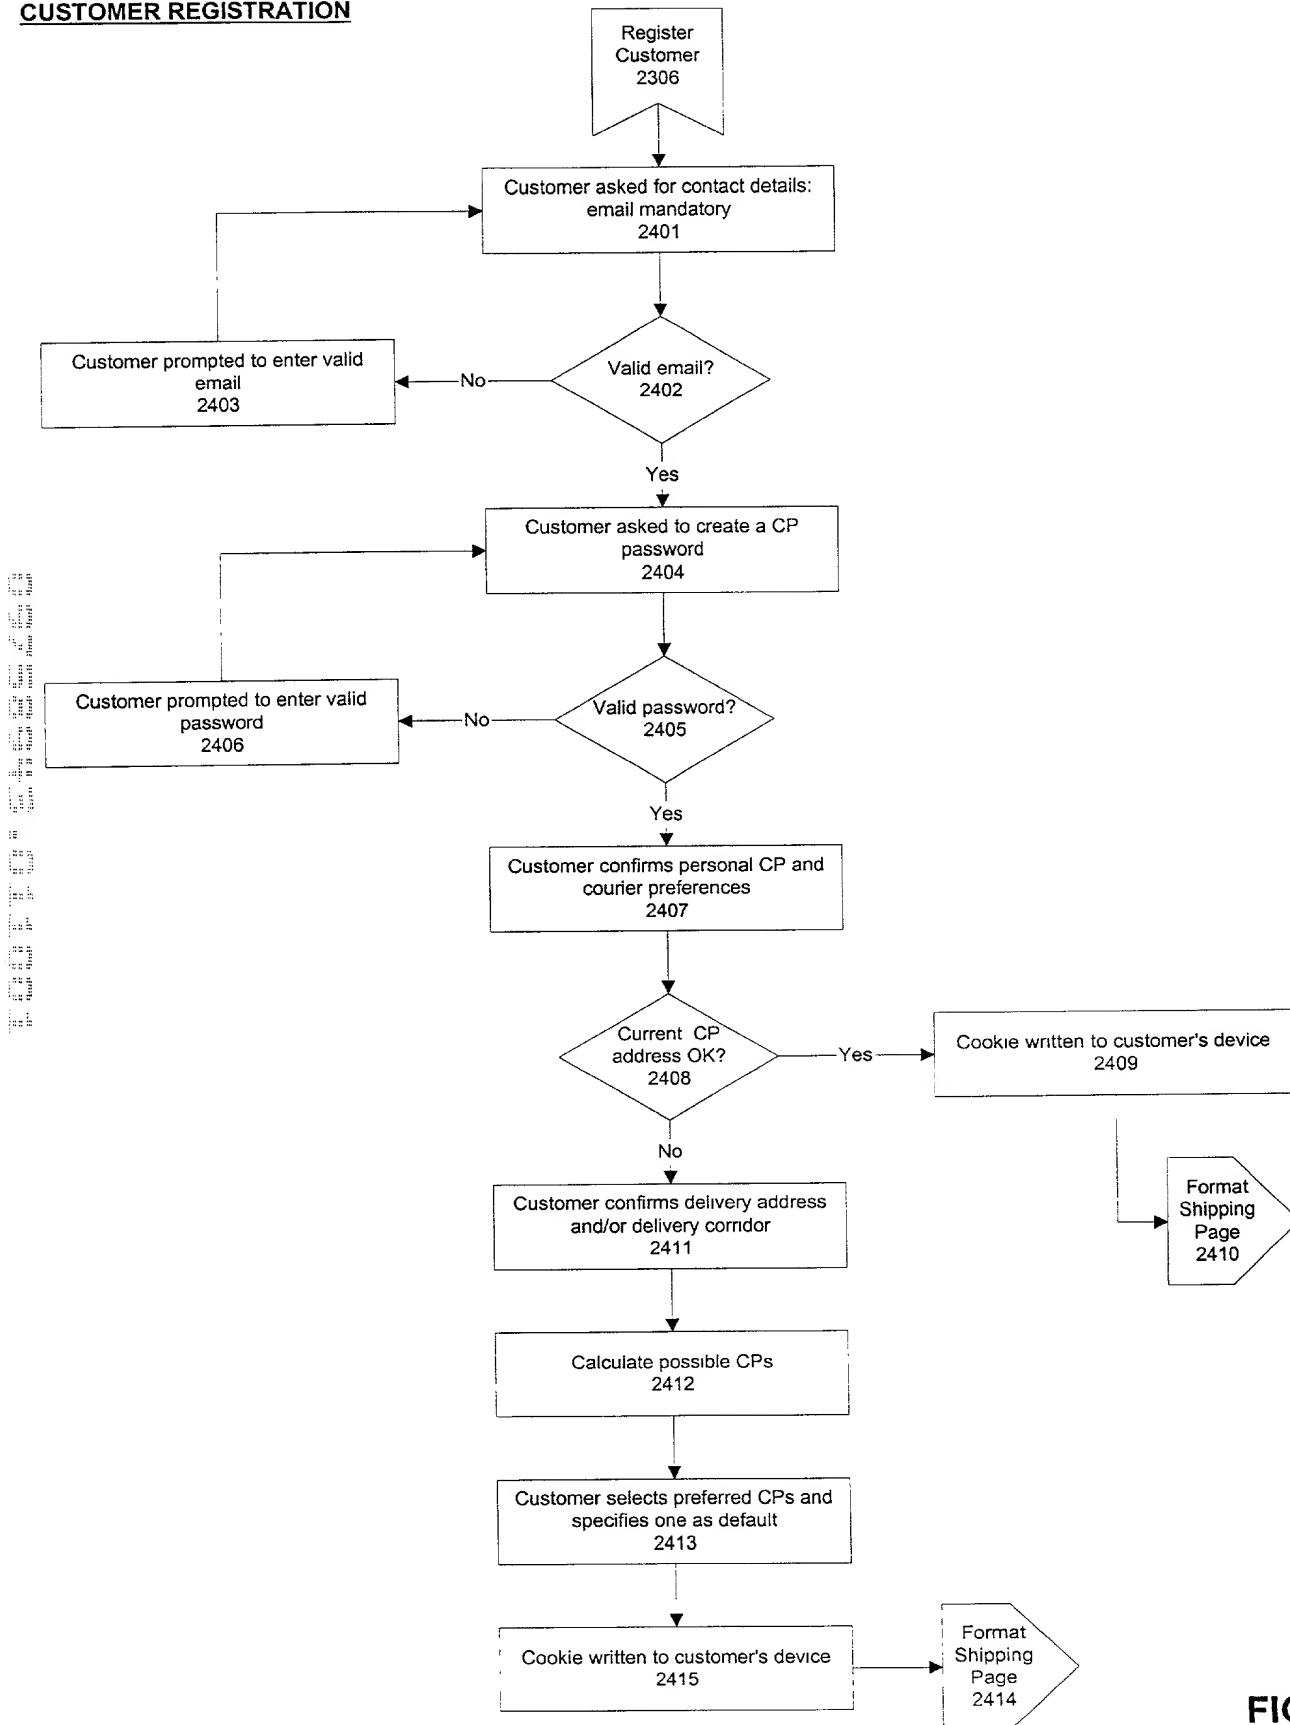 CUSTOMER REGISTRATION
Register
Customer
2306
Customer asked for contact details:
email mandatory
2401
Valid email?
2402
No
Customer prompted to enter valid
email
2403
Yes
Customer asked to create a CP
password
2404
Valid password?
2405
No
Customer prompted to enter valid
password
2406
Yes
Customer confirms personal CP and
courier preferences
2407
Current CP
address OK?
2408
Yes
Cookie written to customer's device
2409
Format
Shipping
Page
2410
No
Customer confirms delivery address
and/or delivery corridor
2411
Calculate possible CPs
2412
Customer selects preferred CPs and
specifies one as default
2413
Cookie written to customer's device
2415
Format
Shipping
Page
2414